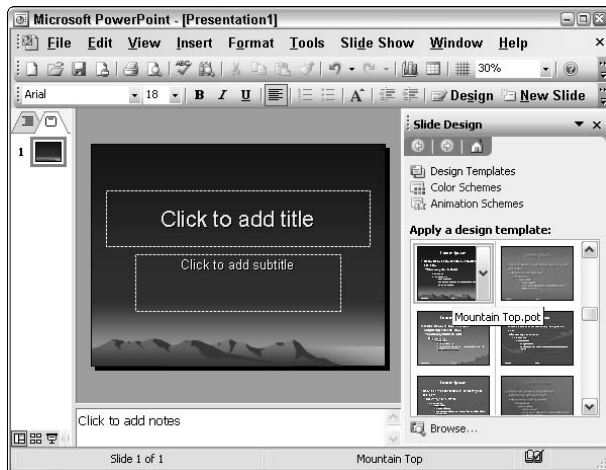 Microsoft PowerPoint - [Presentation1]
File Edit View Insert Format Tools Slide Show Window Help
30%
Arial 18 B I U A Design New Slide
1
Click to add title
Click to add subtitle
Click to add notes
Slide Design
Design Templates
Color Schemes
Animation Schemes
Apply a design template:
Mountain Top.pot
Browse...
Slide 1 of 1 Mountain Top